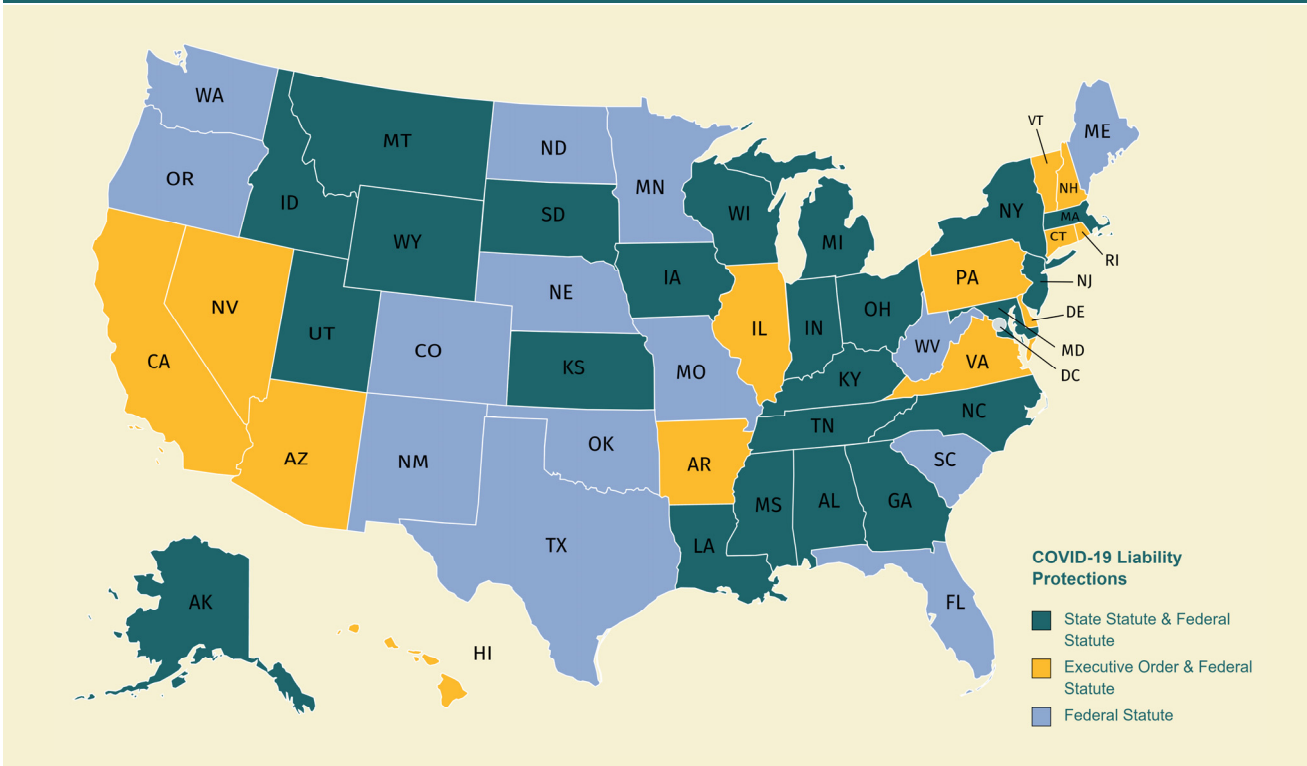 WA
MT
ND
MN
OR
ID
WY
SD
WI
MI
NY
VT
NH
ME
MA
CT
RI
NV
UT
CO
NE
IA
IL
IN
OH
PA
NJ
DE
MD
DC
CA
KS
MO
KY
WV
VA
AZ
NM
OK
AR
TN
NC
SC
TX
LA
MS
AL
GA
FL
AK
HI
COVID-19 Liability
Protections
State Statute & Federal
Statute
Executive Order & Federal
Statute
Federal Statute